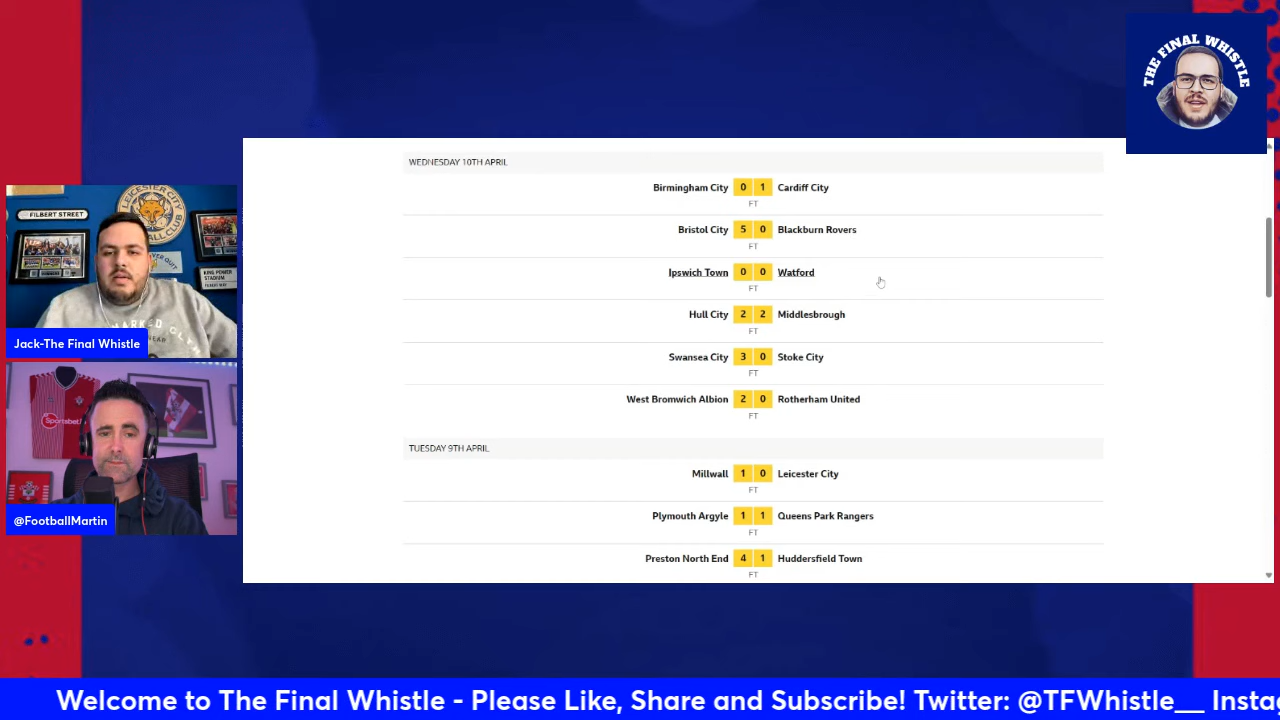 THE FINAL WHISTLE
WEDNESDAY 10TH APRIL
Birmingham City 0 1 Cardiff City
FT
Bristol City 5 0 Blackburn Rovers
FT
Ipswich Town 0 0 Watford
FT
Hull City 2 2 Middlesbrough
FT
Swansea City 3 0 Stoke City
FT
West Bromwich Albion 2 0 Rotherham United
FT
TUESDAY 9TH APRIL
Millwall 1 0 Leicester City
FT
Plymouth Argyle 1 1 Queens Park Rangers
FT
Preston North End 4 1 Huddersfield Town
FT
FILBERT STREET
LEICESTER CITY
KING POWER
STADIUM
Jack-The Final Whistle
Sportsbet
@FootballMartin
Welcome to The Final Whistle - Please Like, Share and Subscribe! Twitter: @TFWhistle__ Insta